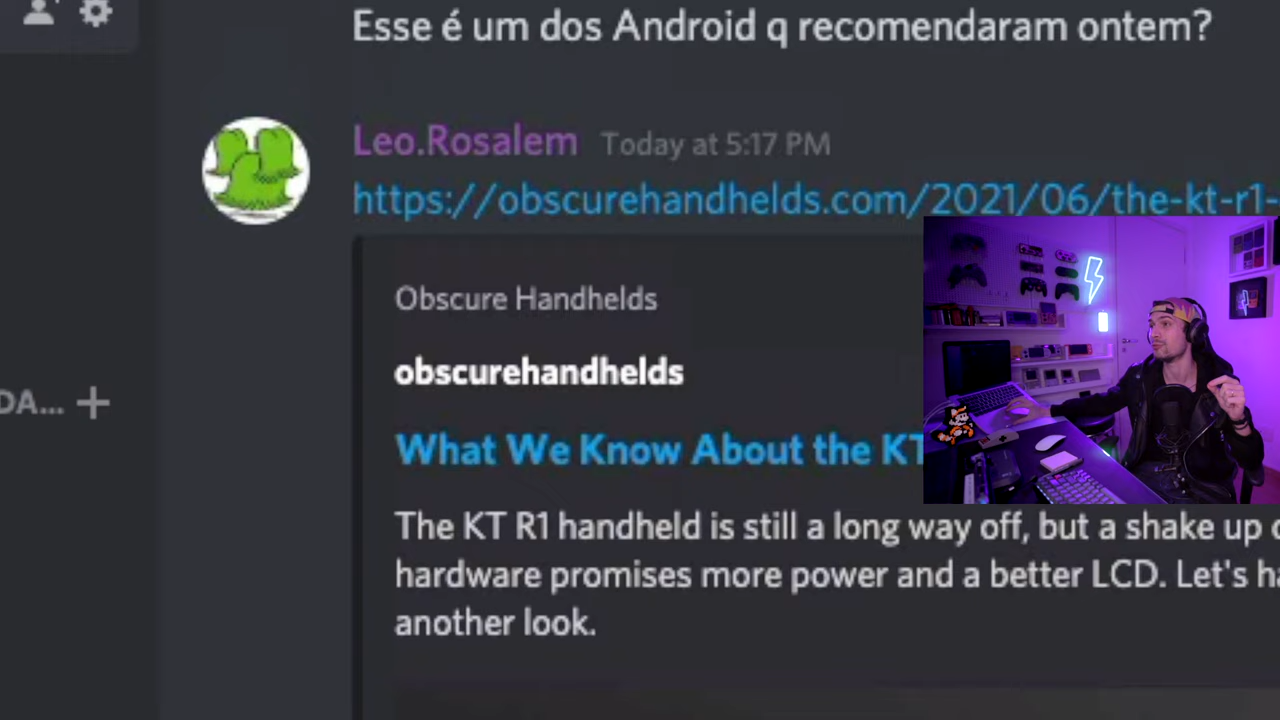 Esse é um dos Android q recomendaram ontem?
Leo.Rosalem Today at 5:17 PM
https://obscurehandhelds.com/2021/06/the-kt-r1-
Obscure Handhelds
obscurehandhelds
DA... +
What We Know About the KT
The KT R1 handheld is still a long way off, but a shake up
hardware promises more power and a better LCD. Let's
another look.